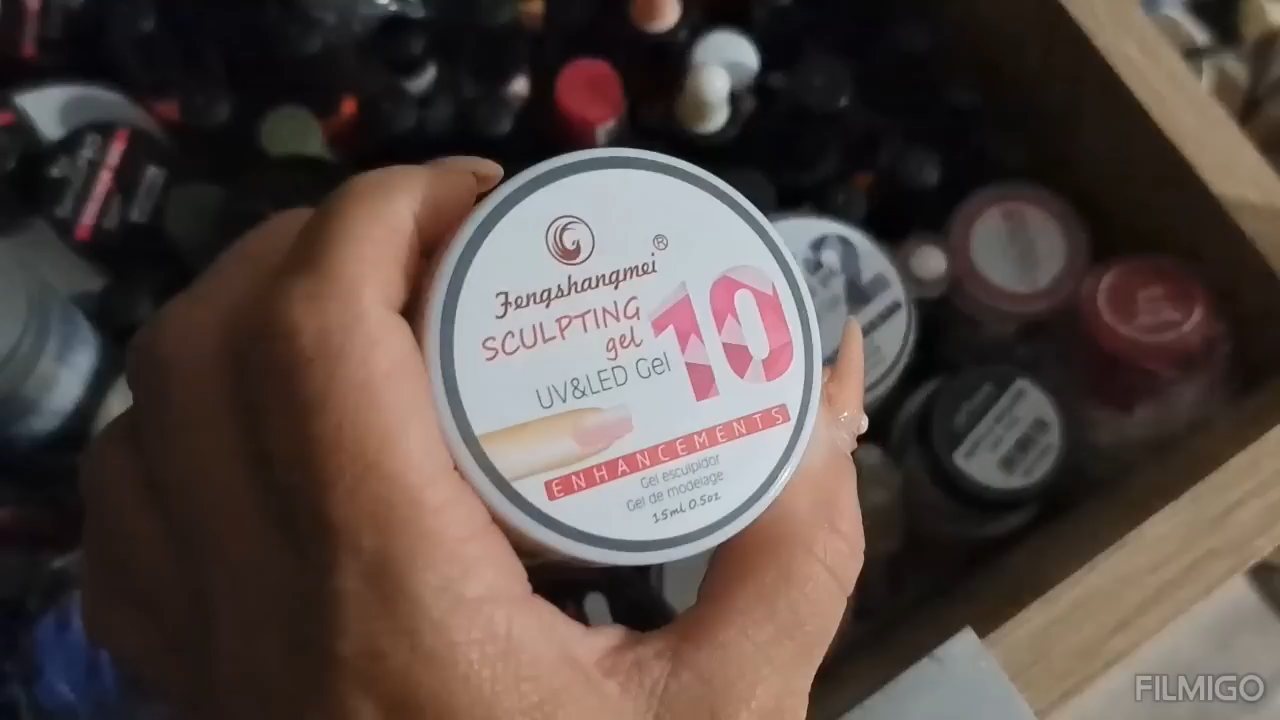 Fengshangmei®
SCULPTING
gel
10
UV&LED Gel
ENHANCEMENTS
Gel esculpidor
Gel de modelage
15ml 0.5oz
FILMIGO